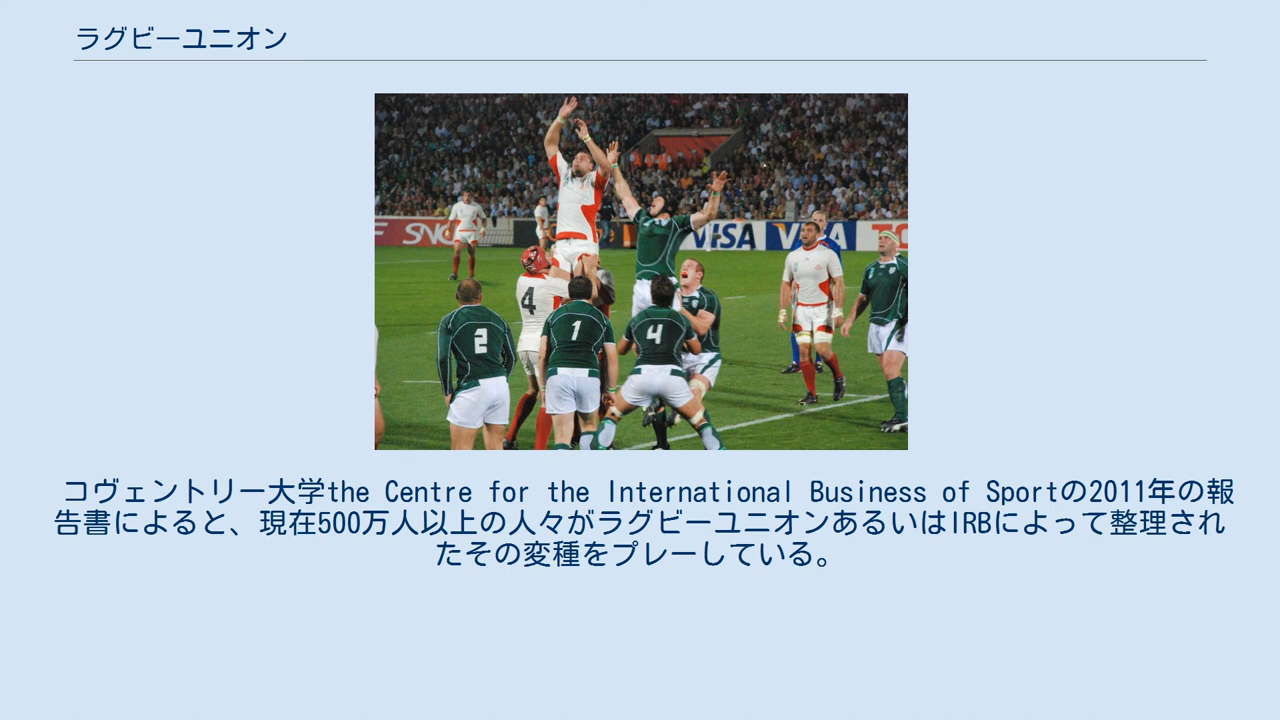 ラグビーユニオン
VISA
VISA
4
2
1
4
コヴェントリー大学the Centre for the International Business of Sportの2011年の報
告書によると、現在500万人以上の人々がラグビーユニオンあるいはIRBによって整理され
たその変種をプレーしている。